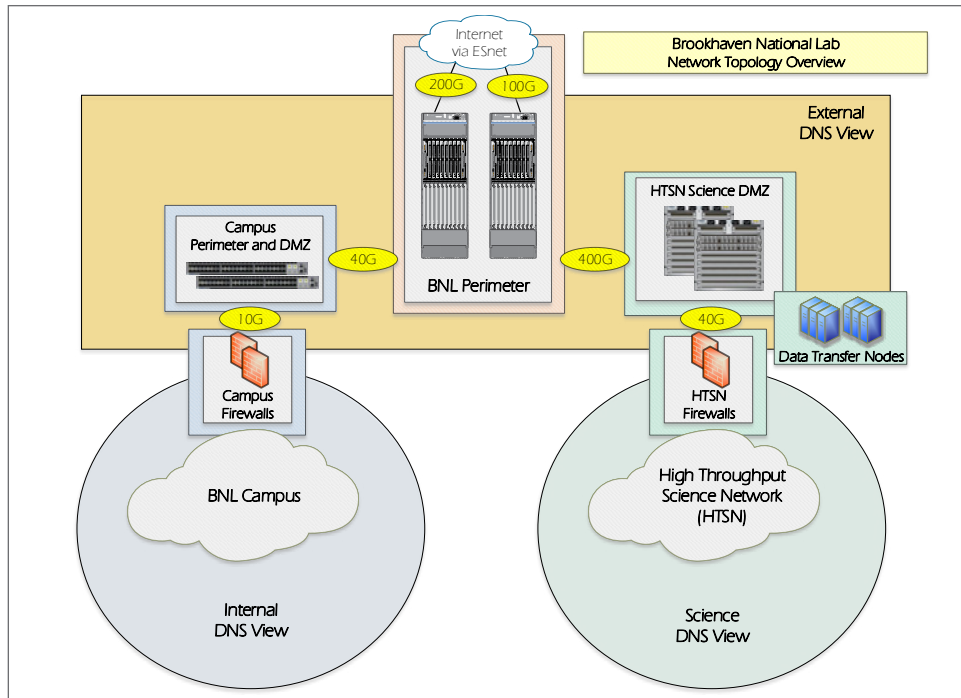 Internet
via ESnet
Brookhaven National Lab
Network Topology Overview
200G
100G
External
DNS View
HTSN Science DMZ
Campus
Perimeter and DMZ
40G
400G
BNL Perimeter
10G
40G
Data Transfer Nodes
Campus
Firewalls
HTSN
Firewalls
BNL Campus
High Throughput
Science Network
(HTSN)
Internal
DNS View
Science
DNS View